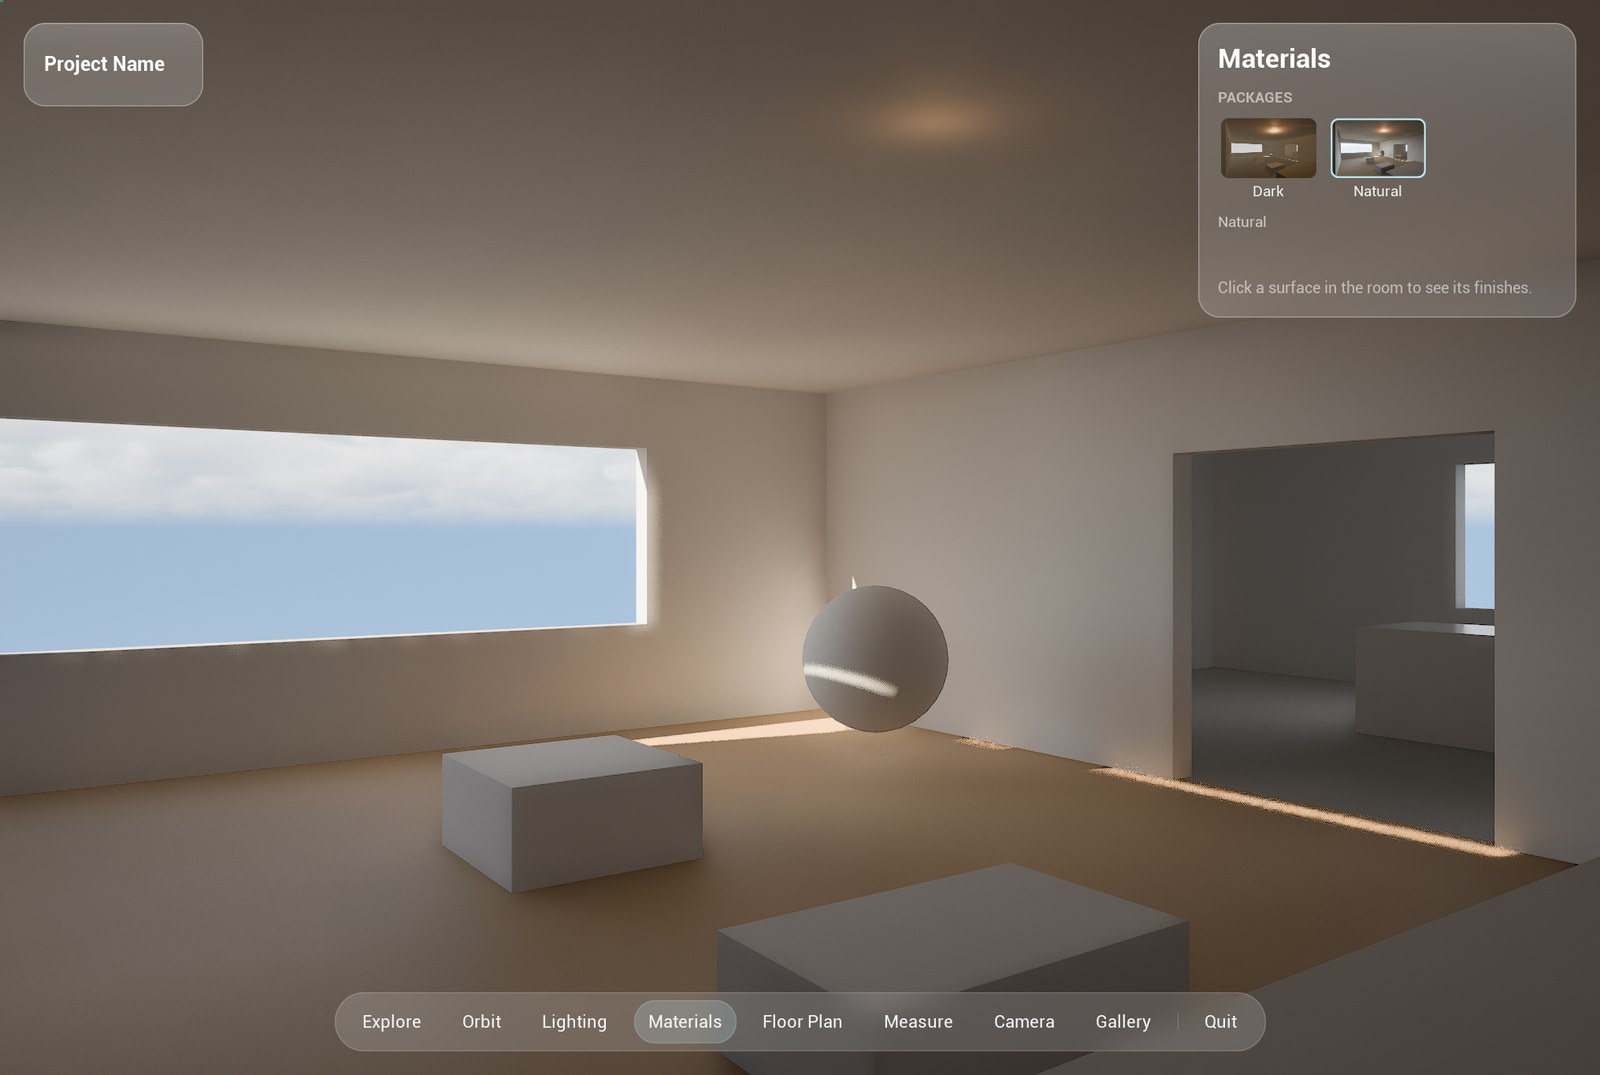 Project Name
Materials
PACKAGES
Dark
Natural
Natural
Click a surface in the room to see its finishes.
Explore
Orbit
Lighting
Materials
Floor Plan
Measure
Camera
Gallery
Quit